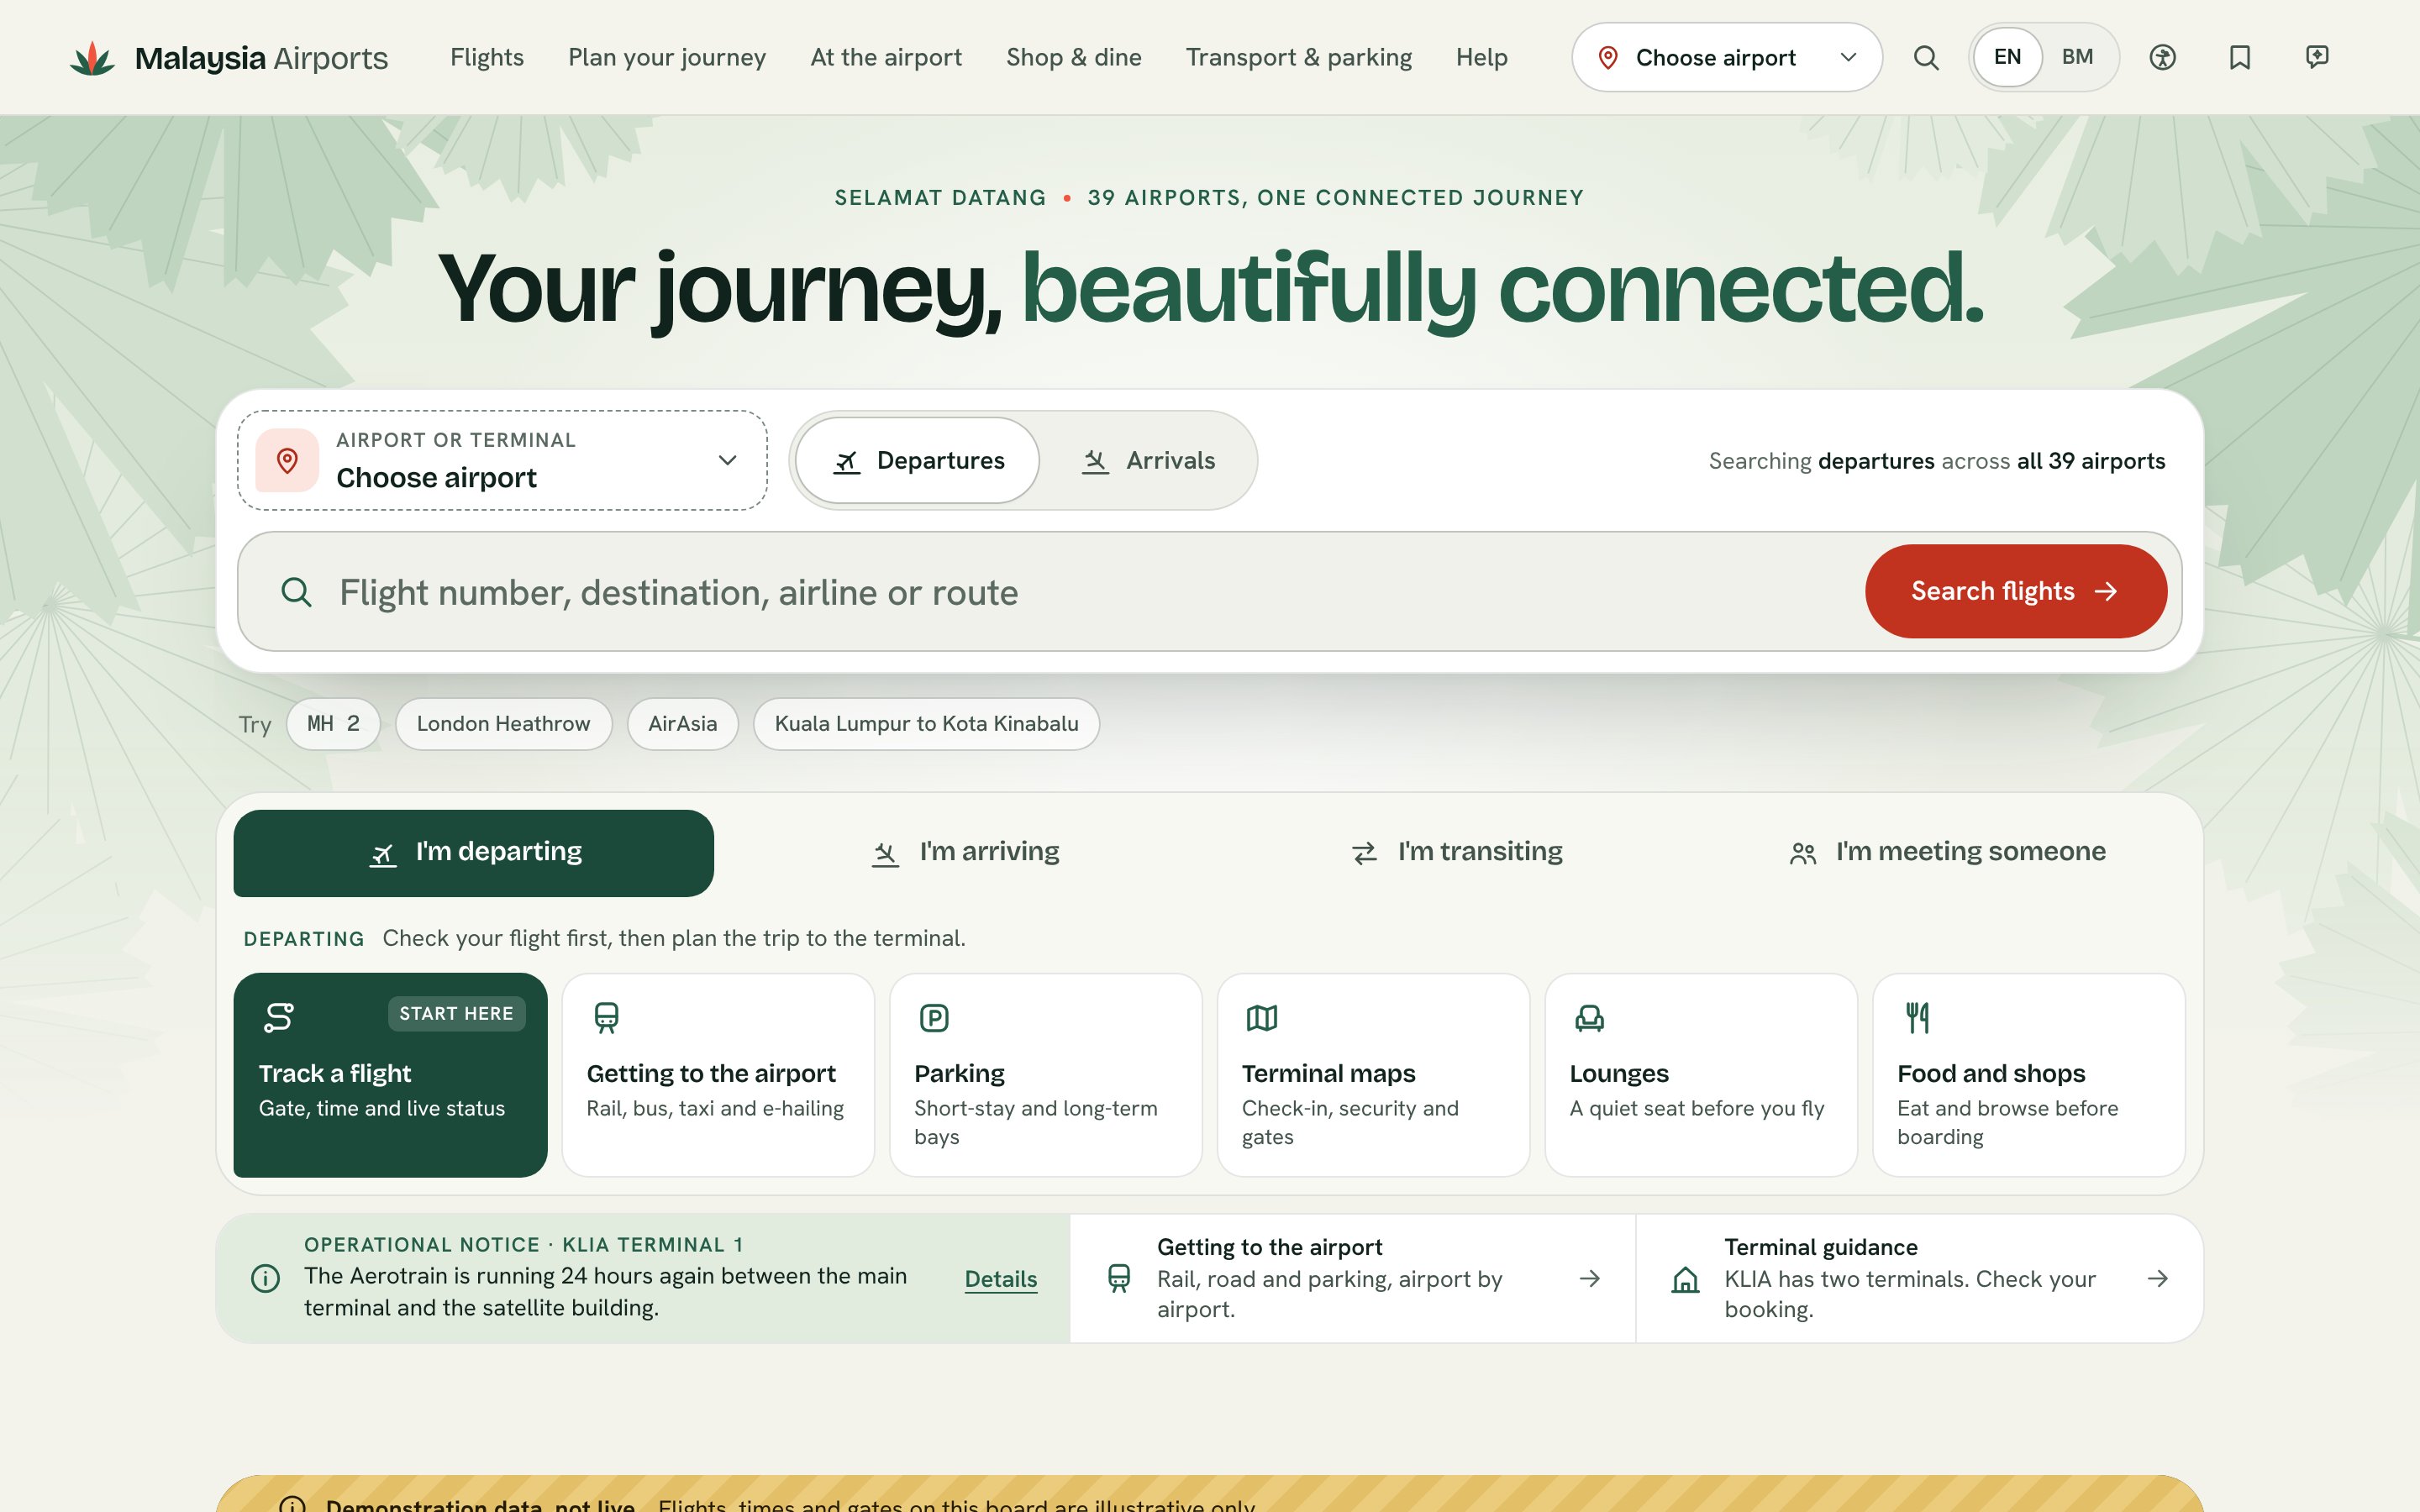 Malaysia Airports
Flights
Plan your journey
At the airport
Shop & dine
Transport & parking
Help
Choose airport
EN
BM
SELAMAT DATANG • 39 AIRPORTS, ONE CONNECTED JOURNEY
Your journey, beautifully connected.
AIRPORT OR TERMINAL
Choose airport
Departures
Arrivals
Searching departures across all 39 airports
Flight number, destination, airline or route
Search flights
Try
MH 2
London Heathrow
AirAsia
Kuala Lumpur to Kota Kinabalu
I'm departing
I'm arriving
I'm transiting
I'm meeting someone
DEPARTING Check your flight first, then plan the trip to the terminal.
START HERE
Track a flight
Gate, time and live status
Getting to the airport
Rail, bus, taxi and e-hailing
P
Parking
Short-stay and long-term
bays
Terminal maps
Check-in, security and
gates
Lounges
A quiet seat before you fly
Food and shops
Eat and browse before
boarding
OPERATIONAL NOTICE · KLIA TERMINAL 1
The Aerotrain is running 24 hours again between the main
terminal and the satellite building.
Details
Getting to the airport
Rail, road and parking, airport by
airport.
Terminal guidance
KLIA has two terminals. Check your
booking.
Demonstration data, not live. Flights, times and gates on this board are illustrative only.